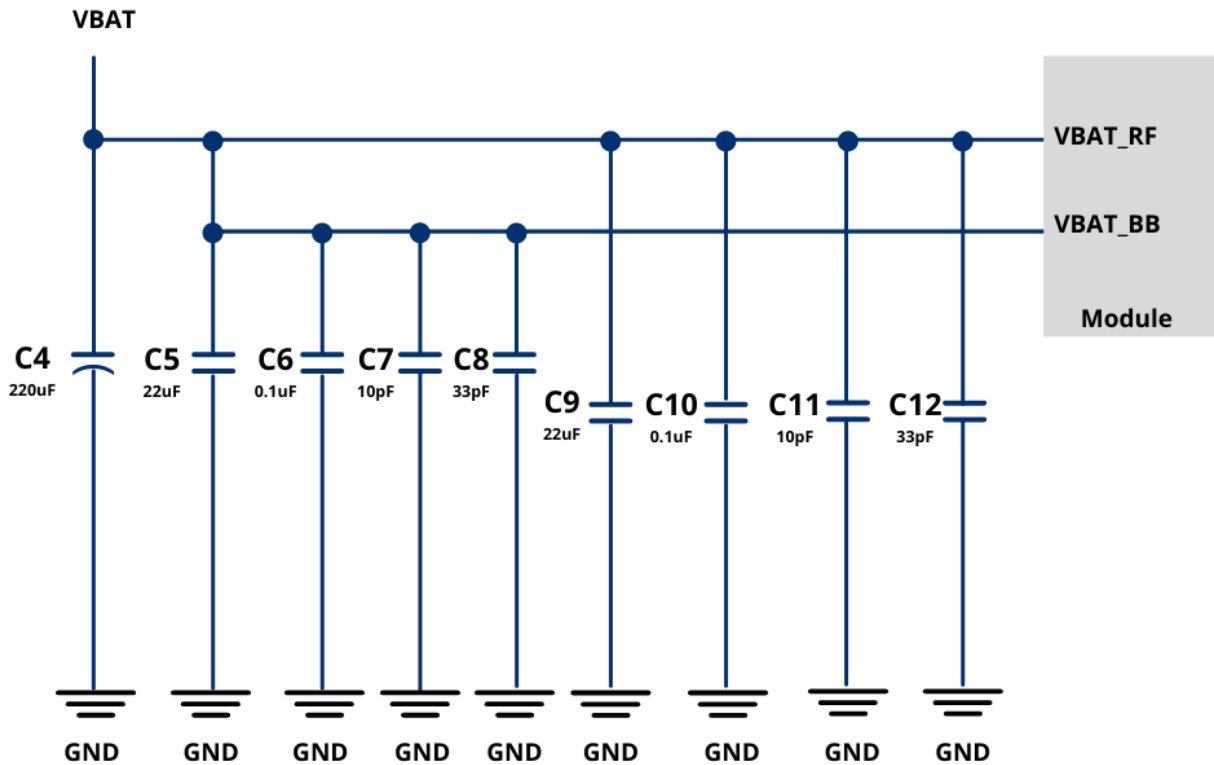 VBAT
VBAT_RF
VBAT_BB
Module
C4
220uF
C5
22uF
C6
0.1uF
C7
10pF
C8
33pF
C9
22uF
C10
0.1uF
C11
10pF
C12
33pF
GND
GND
GND
GND
GND
GND
GND
GND
GND